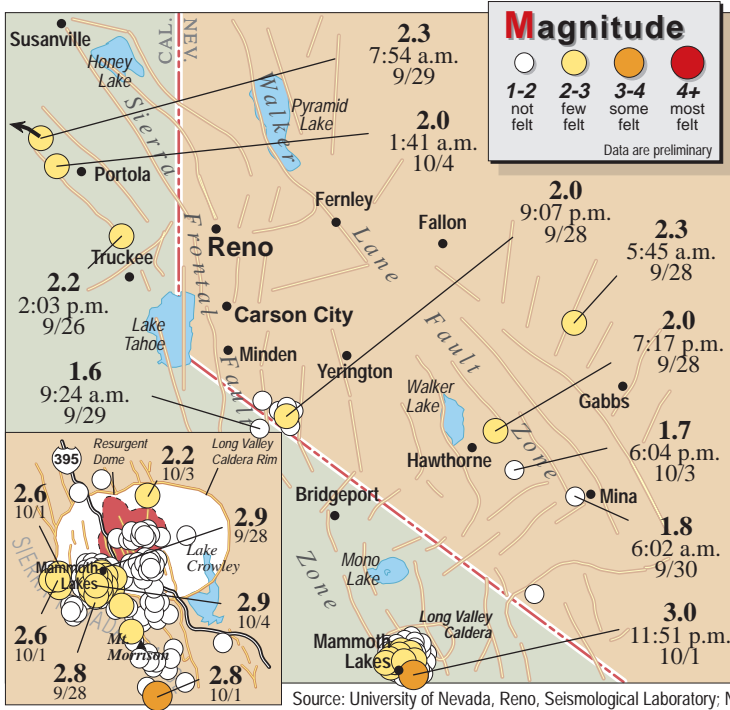 Magnitude
1-2
not
felt
2-3
few
felt
3-4
some
felt
4+
most
felt
Data are preliminary
Susanville
Honey
Lake
CAL.
NEV.
Sierra
Frontal
Fault
Zone
Walker
Lane
Fault
Zone
Pyramid
Lake
2.3
7:54 a.m.
9/29
2.0
1:41 a.m.
10/4
Portola
Fernley
Fallon
2.0
9:07 p.m.
9/28
2.3
5:45 a.m.
9/28
Reno
Truckee
2.2
2:03 p.m.
9/26
Lake
Tahoe
Carson City
Minden
Yerington
2.0
7:17 p.m.
9/28
1.6
9:24 a.m.
9/29
Walker
Lake
Gabbs
Hawthorne
1.7
6:04 p.m.
10/3
Mina
1.8
6:02 a.m.
9/30
Bridgeport
Mono
Lake
Long Valley
Caldera
Mammoth
Lakes
3.0
11:51 p.m.
10/1
395
Resurgent
Dome
2.2
10/3
Long Valley
Caldera Rim
2.6
10/1
2.9
9/28
Lake
Crowley
Mammoth
Lakes
2.9
10/4
2.6
10/1
Mt.
Morrison
2.8
9/28
2.8
10/1
Source: University of Nevada, Reno, Seismological Laboratory; N